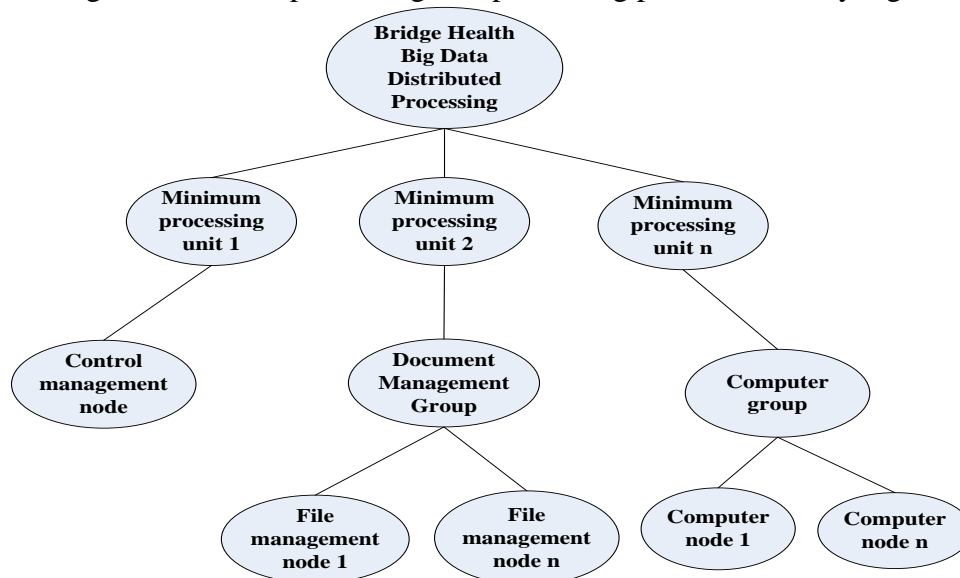 Bridge Health
Big Data
Distributed
Processing
Minimum
processing
unit 1
Minimum
processing
unit 2
Minimum
processing
unit n
Control
management
node
Document
Management
Group
Computer
group
File
management
node 1
File
management
node n
Computer
node 1
Computer
node n